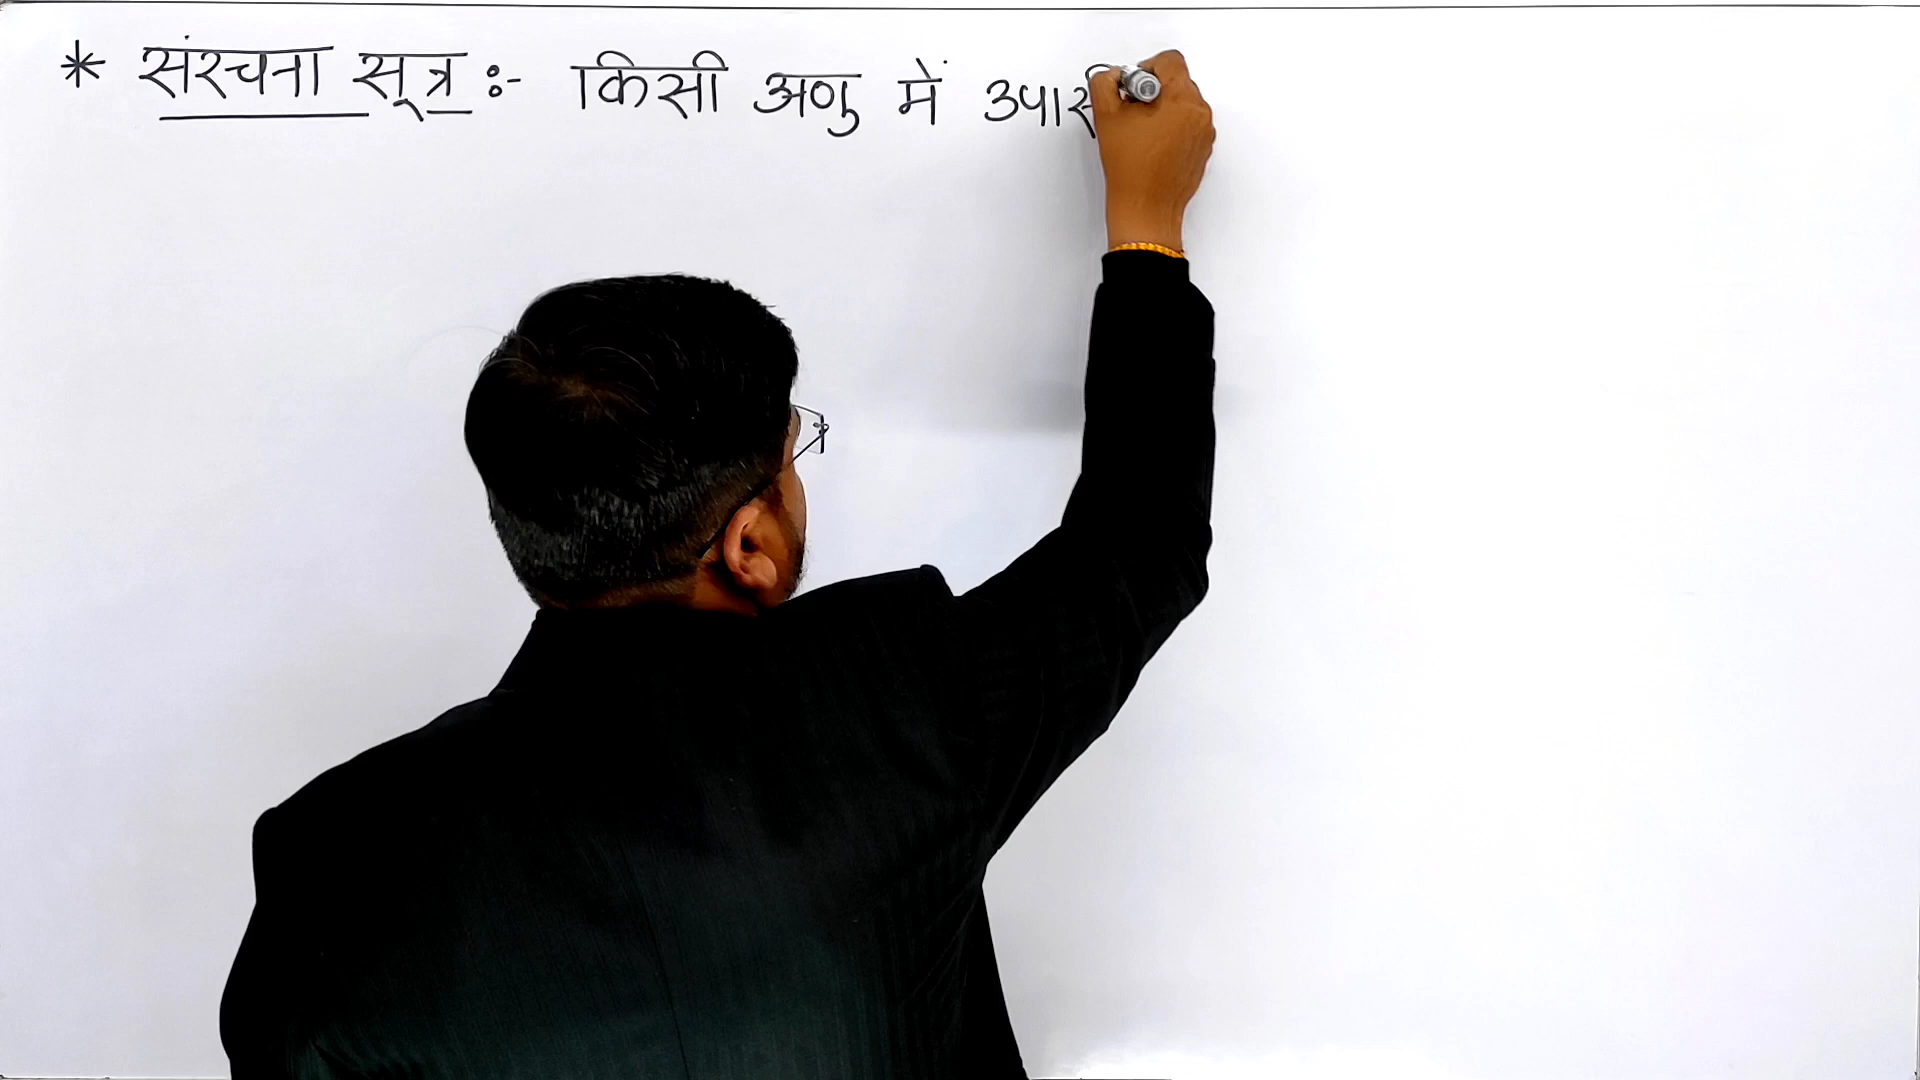 * संरचना सूत्र :- किसी अणु में